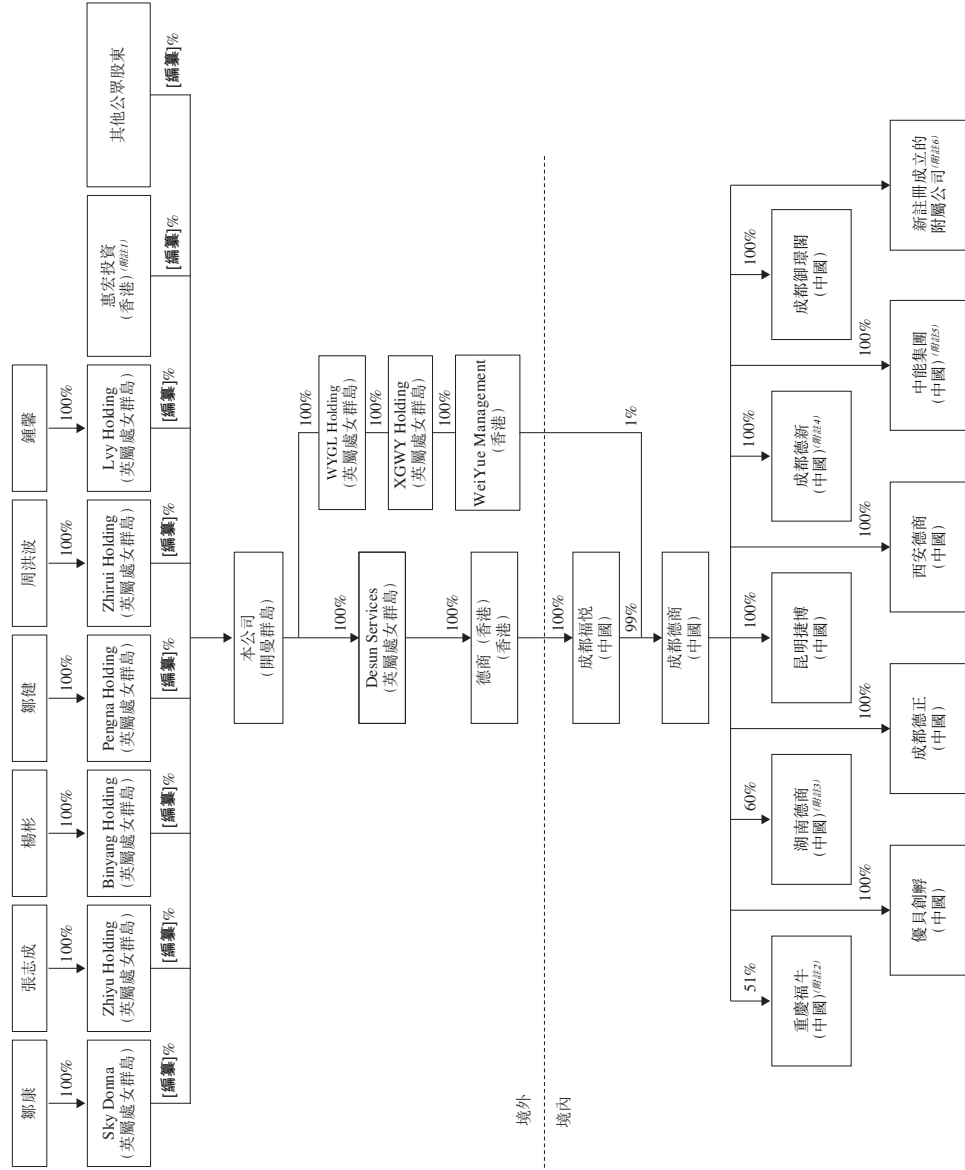 鄒康
張志成
楊彬
鄒健
周洪波
鍾馨
100%
100%
100%
100%
100%
100%
Sky Donna
(英屬處女群島)
Zhiyu Holding
(英屬處女群島)
Binyang Holding
(英屬處女群島)
Pengna Holding
(英屬處女群島)
Zhirui Holding
(英屬處女群島)
Lvy Holding
(英屬處女群島)
惠宏投資
(香港)(附註1)
其他公眾股東
[編纂]%
[編纂]%
[編纂]%
[編纂]%
[編纂]%
[編纂]%
[編纂]%
[編纂]%
本公司
(開曼群島)
100%
100%
Desun Services
(英屬處女群島)
WYGL Holding
(英屬處女群島)
100%
100%
XGWY Holding
(英屬處女群島)
100%
德商(香港)
(香港)
WeiYue Management
(香港)
境外
境內
100%
成都福悦
(中國)
99%
1%
成都德商
(中國)
51%
60%
100%
100%
100%
重慶福牛
(中國)(附註2)
湖南德商
(中國)(附註3)
昆明捷博
(中國)
成都德新
(中國)(附註4)
成都御璟閣
(中國)
100%
100%
100%
100%
優貝創孵
(中國)
成都德正
(中國)
西安德商
(中國)
中能集團
(中國)(附註5)
新註冊成立的
附屬公司(附註6)